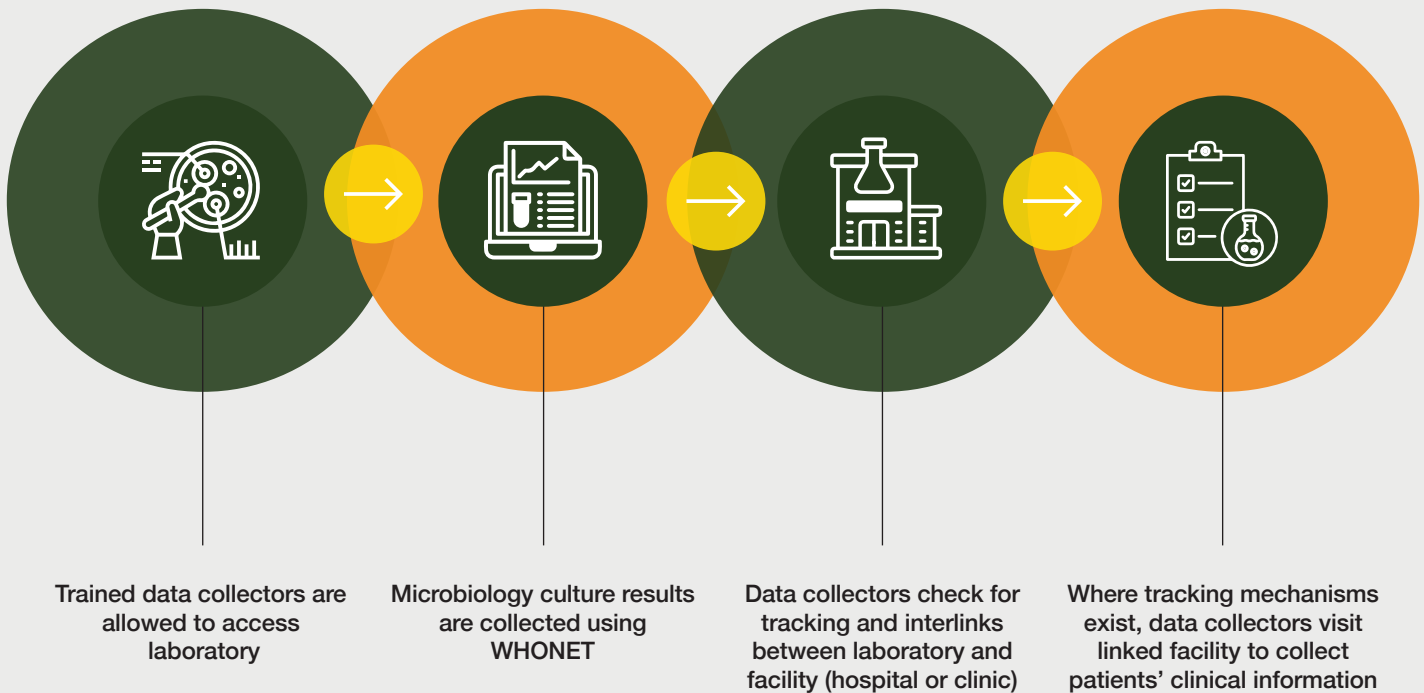 Trained data collectors are
allowed to access
laboratory
Microbiology culture results
are collected using
WHONET
Data collectors check for
tracking and interlinks
between laboratory and
facility (hospital or clinic)
Where tracking mechanisms
exist, data collectors visit
linked facility to collect
patients’ clinical information